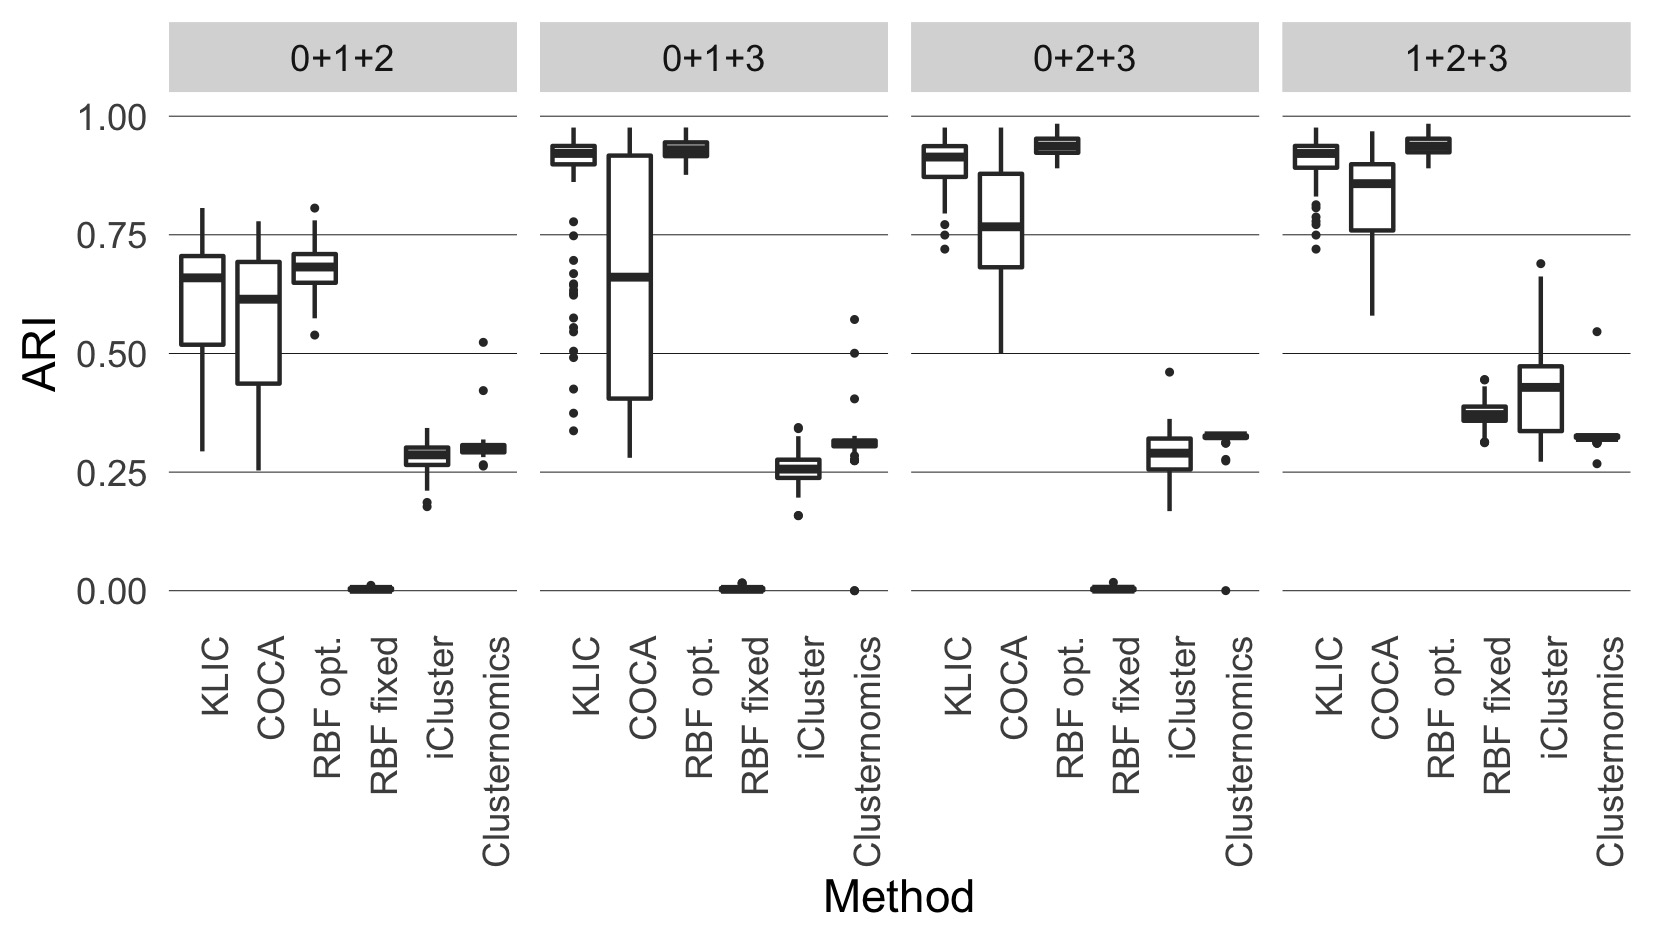 0+1+2
0+1+3
0+2+3
1+2+3
1.00
0.75
0.50
0.25
0.00
ARI
KLIC
COCA
RBF opt.
RBF fixed
iCluster
Clusternomics
KLIC
COCA
RBF opt.
RBF fixed
iCluster
Clusternomics
KLIC
COCA
RBF opt.
RBF fixed
iCluster
Clusternomics
KLIC
COCA
RBF opt.
RBF fixed
iCluster
Clusternomics
Method